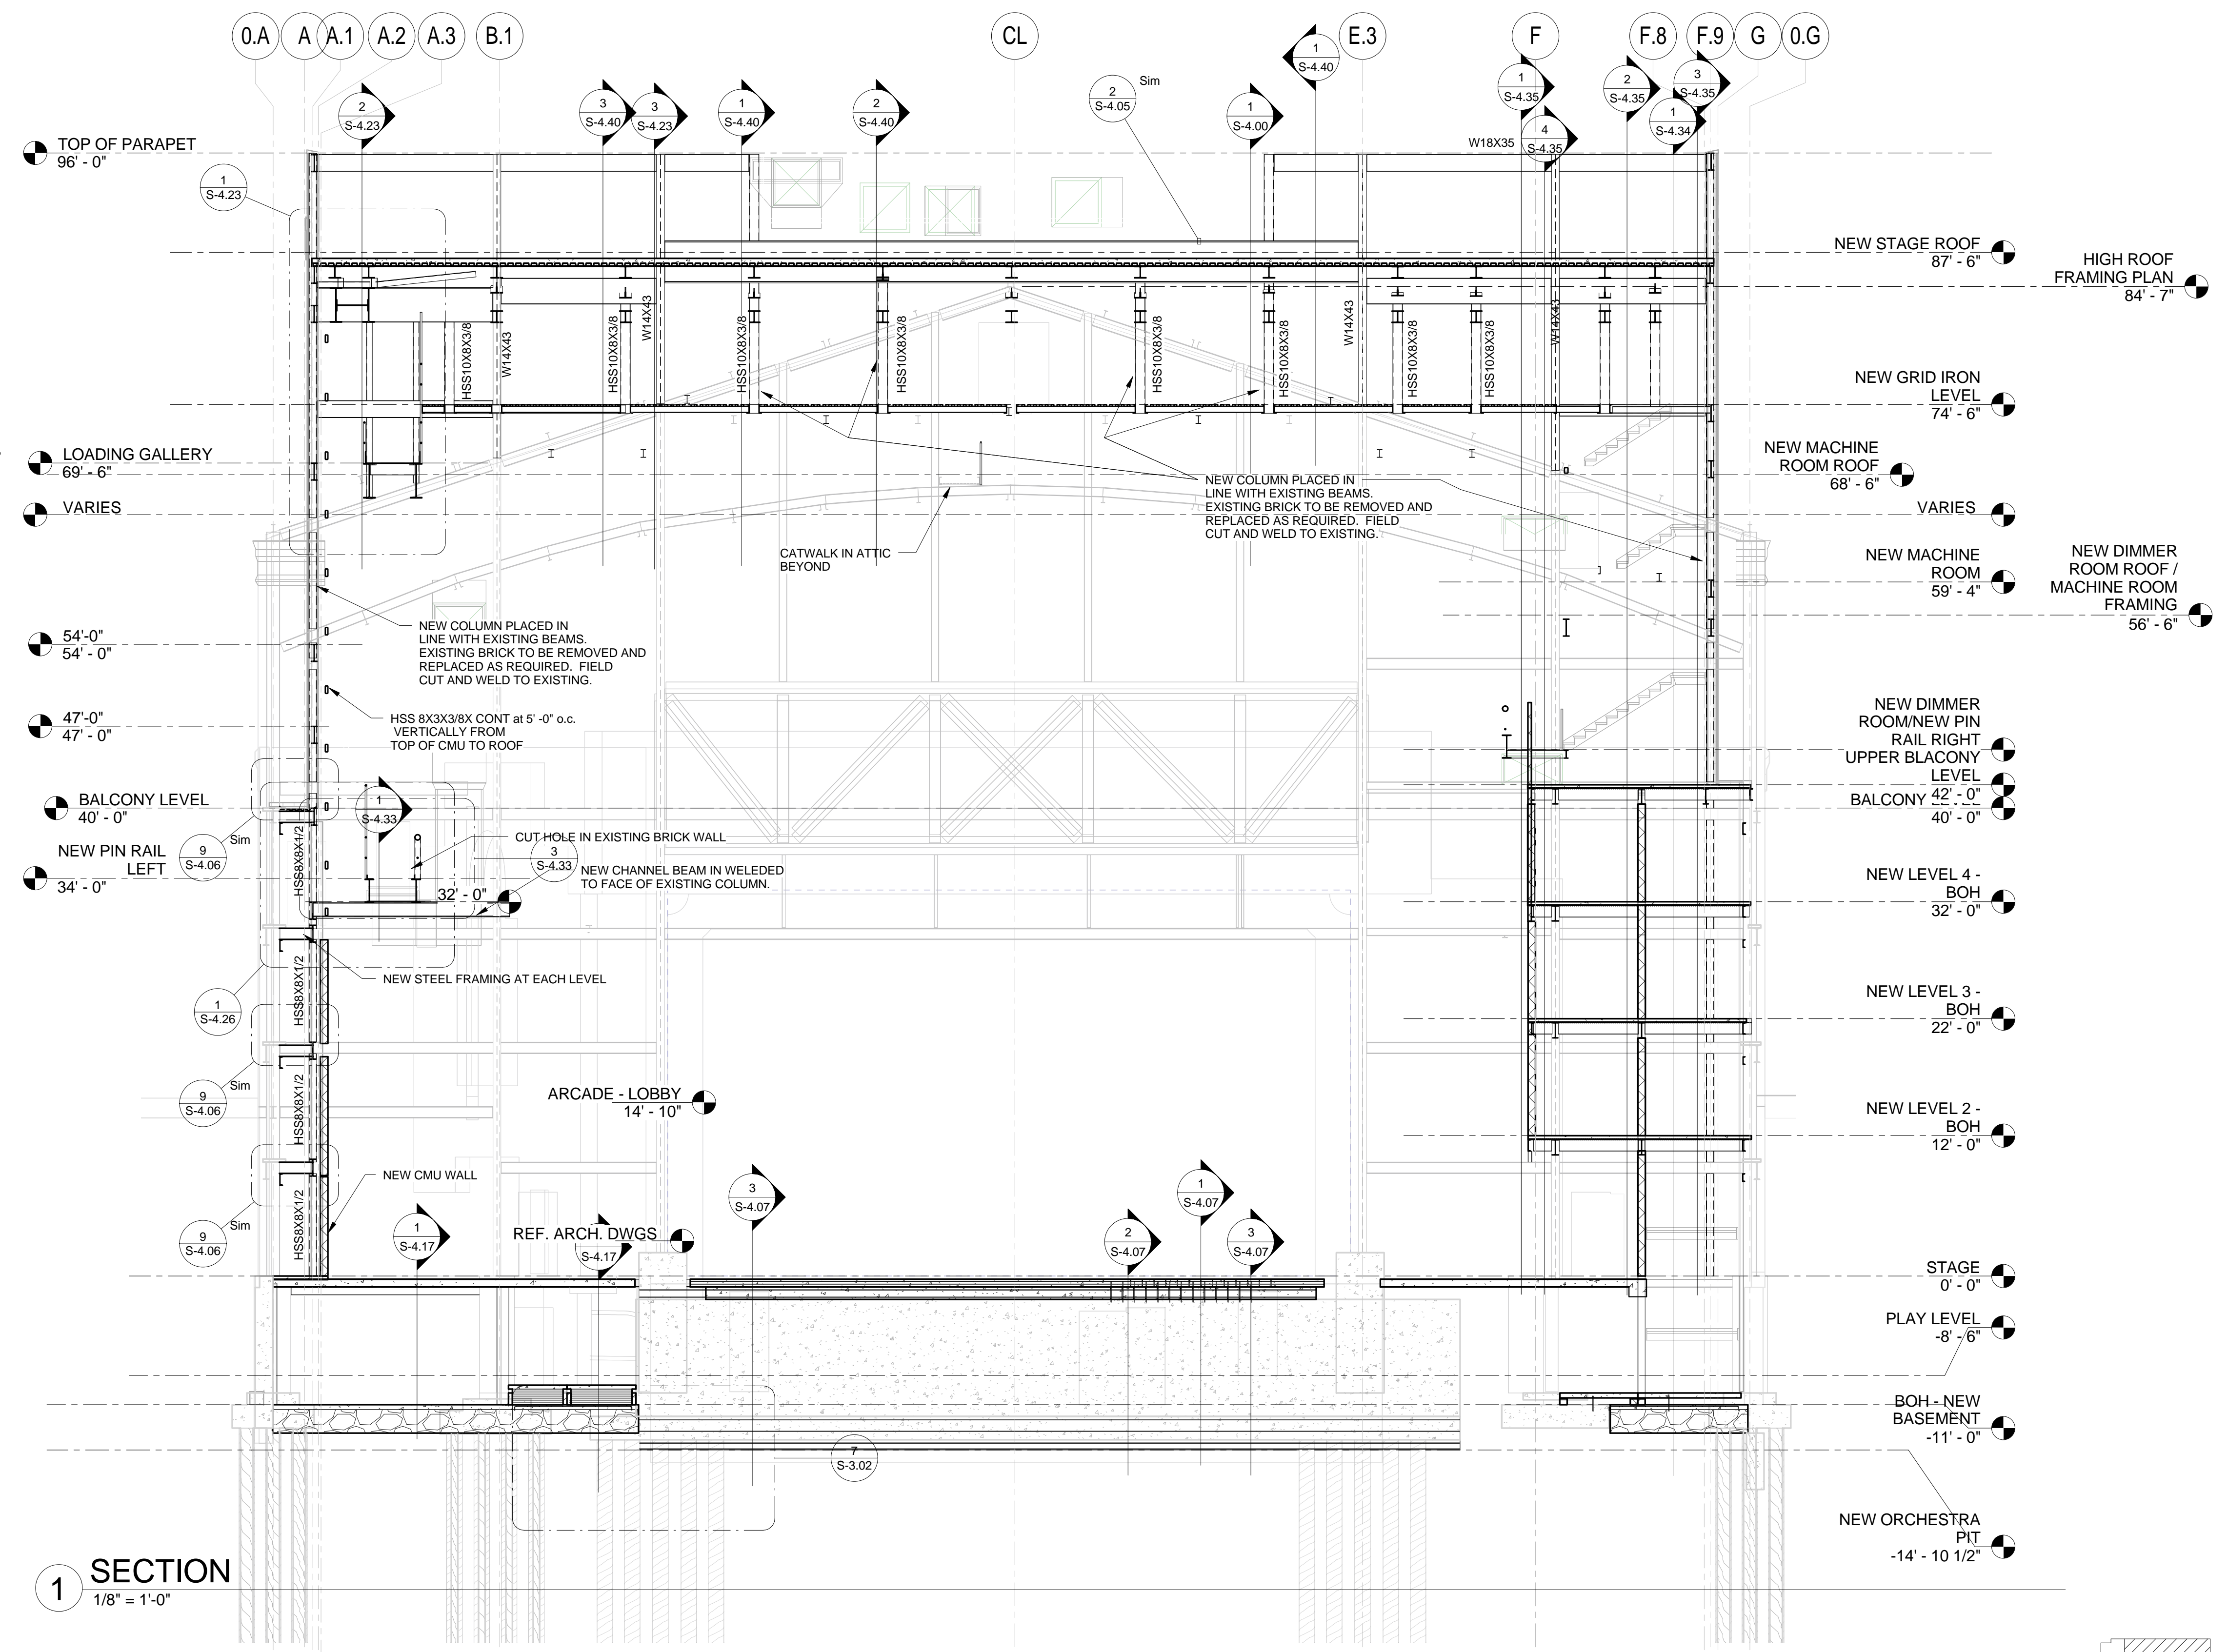 0.A A A.1 A.2 A.3 B.1 CL E.3 F F.8 F.9 G 0.G
2
S-4.23
3
S-4.40
3
S-4.23
1
S-4.40
2
S-4.40
2
S-4.05
Sim
1
S-4.00
1
S-4.40
1
S-4.35
4
S-4.35
2
S-4.35
3
S-4.35
1
S-4.34
W18X35
TOP OF PARAPET
96' - 0"
1
S-4.23
NEW STAGE ROOF
87' - 6"
HIGH ROOF
FRAMING PLAN
84' - 7"
HSS10X8X3/8
W14X43
HSS10X8X3/8
W14X43
HSS10X8X3/8
HSS10X8X3/8
HSS10X8X3/8
HSS10X8X3/8
W14X43
HSS10X8X3/8
HSS10X8X3/8
W14X43
NEW GRID IRON
LEVEL
74' - 6"
LOADING GALLERY
69' - 6"
NEW MACHINE
ROOM ROOF
68' - 6"
VARIES
VARIES
NEW COLUMN PLACED IN
LINE WITH EXISTING BEAMS.
EXISTING BRICK TO BE REMOVED AND
REPLACED AS REQUIRED. FIELD
CUT AND WELD TO EXISTING.
CATWALK IN ATTIC
BEYOND
NEW MACHINE
ROOM
59' - 4"
NEW DIMMER
ROOM ROOF /
MACHINE ROOM
FRAMING
56' - 6"
NEW COLUMN PLACED IN
LINE WITH EXISTING BEAMS.
EXISTING BRICK TO BE REMOVED AND
REPLACED AS REQUIRED. FIELD
CUT AND WELD TO EXISTING.
54'-0"
54' - 0"
HSS 8X3X3/8X CONT at 5' -0" o.c.
VERTICALLY FROM
TOP OF CMU TO ROOF
47'-0"
47' - 0"
NEW DIMMER
ROOM/NEW PIN
RAIL RIGHT
UPPER BLACONY
LEVEL
42' - 0"
BALCONY LEVEL
40' - 0"
BALCONY
40' - 0"
1
S-4.33
CUT HOLE IN EXISTING BRICK WALL
3
S-4.33
NEW CHANNEL BEAM IN WELEDED
TO FACE OF EXISTING COLUMN.
9
S-4.06
Sim
HSS8X8X1/2
NEW PIN RAIL
LEFT
34' - 0"
32' - 0"
NEW LEVEL 4 -
BOH
32' - 0"
NEW STEEL FRAMING AT EACH LEVEL
HSS8X8X1/2
1
S-4.26
NEW LEVEL 3 -
BOH
22' - 0"
9
S-4.06
Sim
HSS8X8X1/2
ARCADE - LOBBY
14' - 10"
NEW LEVEL 2 -
BOH
12' - 0"
NEW CMU WALL
9
S-4.06
Sim
HSS8X8X1/2
1
S-4.17
REF. ARCH. DWGS
S-4.17
3
S-4.07
2
S-4.07
1
S-4.07
3
S-4.07
STAGE
0' - 0"
PLAY LEVEL
-8' - 6"
BOH - NEW
BASEMENT
-11' - 0"
7
S-3.02
NEW ORCHESTRA
PIT
-14' - 10 1/2"
1
SECTION
1/8" = 1'-0"